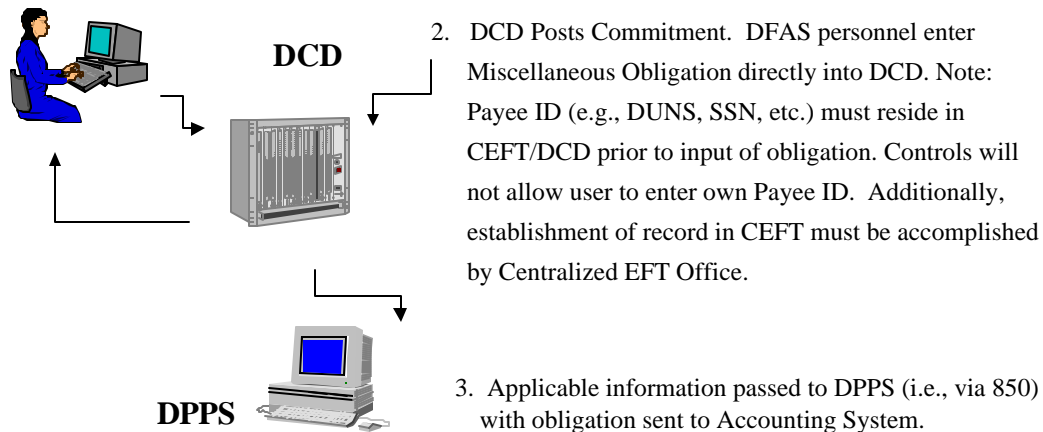 DCD
2. DCD Posts Commitment. DFAS personnel enter
Miscellaneous Obligation directly into DCD. Note:
Payee ID (e.g., DUNS, SSN, etc.) must reside in
CEFT/DCD prior to input of obligation. Controls will
not allow user to enter own Payee ID. Additionally,
establishment of record in CEFT must be accomplished
by Centralized EFT Office.
DPPS
3. Applicable information passed to DPPS (i.e., via 850)
with obligation sent to Accounting System.